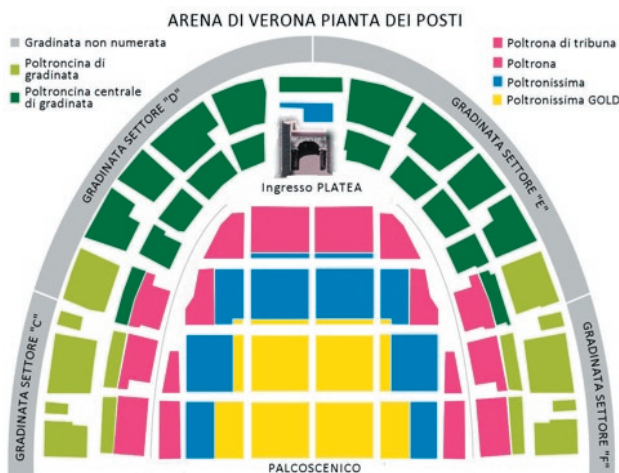 ARENA DI VERONA PIANTA DEI POSTI
Gradinata non numerata
Poltroncina di
gradinata
Poltroncina centrale
di gradinata
Poltrona di tribuna
Poltrona
Poltronissima
Poltronissima GOLD
GRADINATA SETTORE "D"
GRADINATA SETTORE "E"
Ingresso PLATEA
GRADINATA SETTORE "C"
GRADINATA SETTORE "F"
PALCOSCENICO